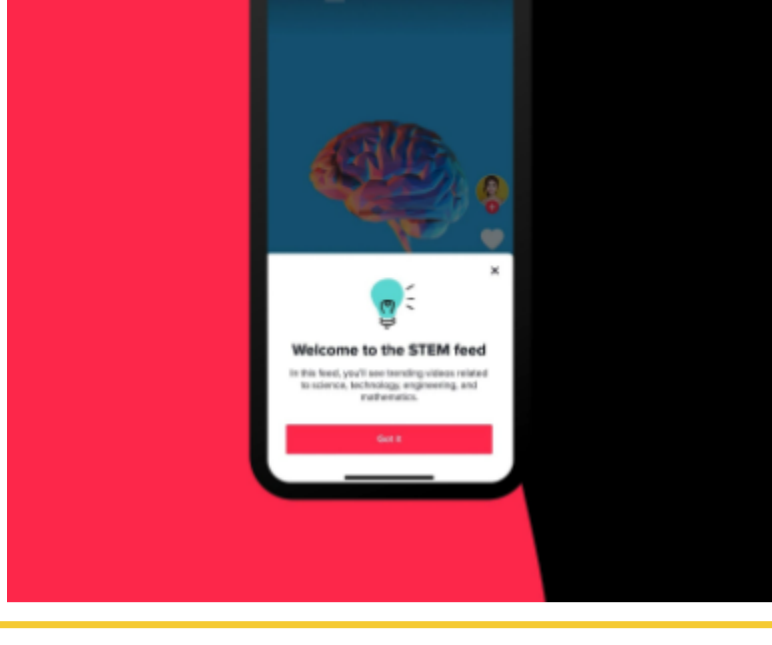 Welcome to the STEM feed
In this feed, you'll see trending videos related
to science, technology, engineering, and
mathematics.
Got it